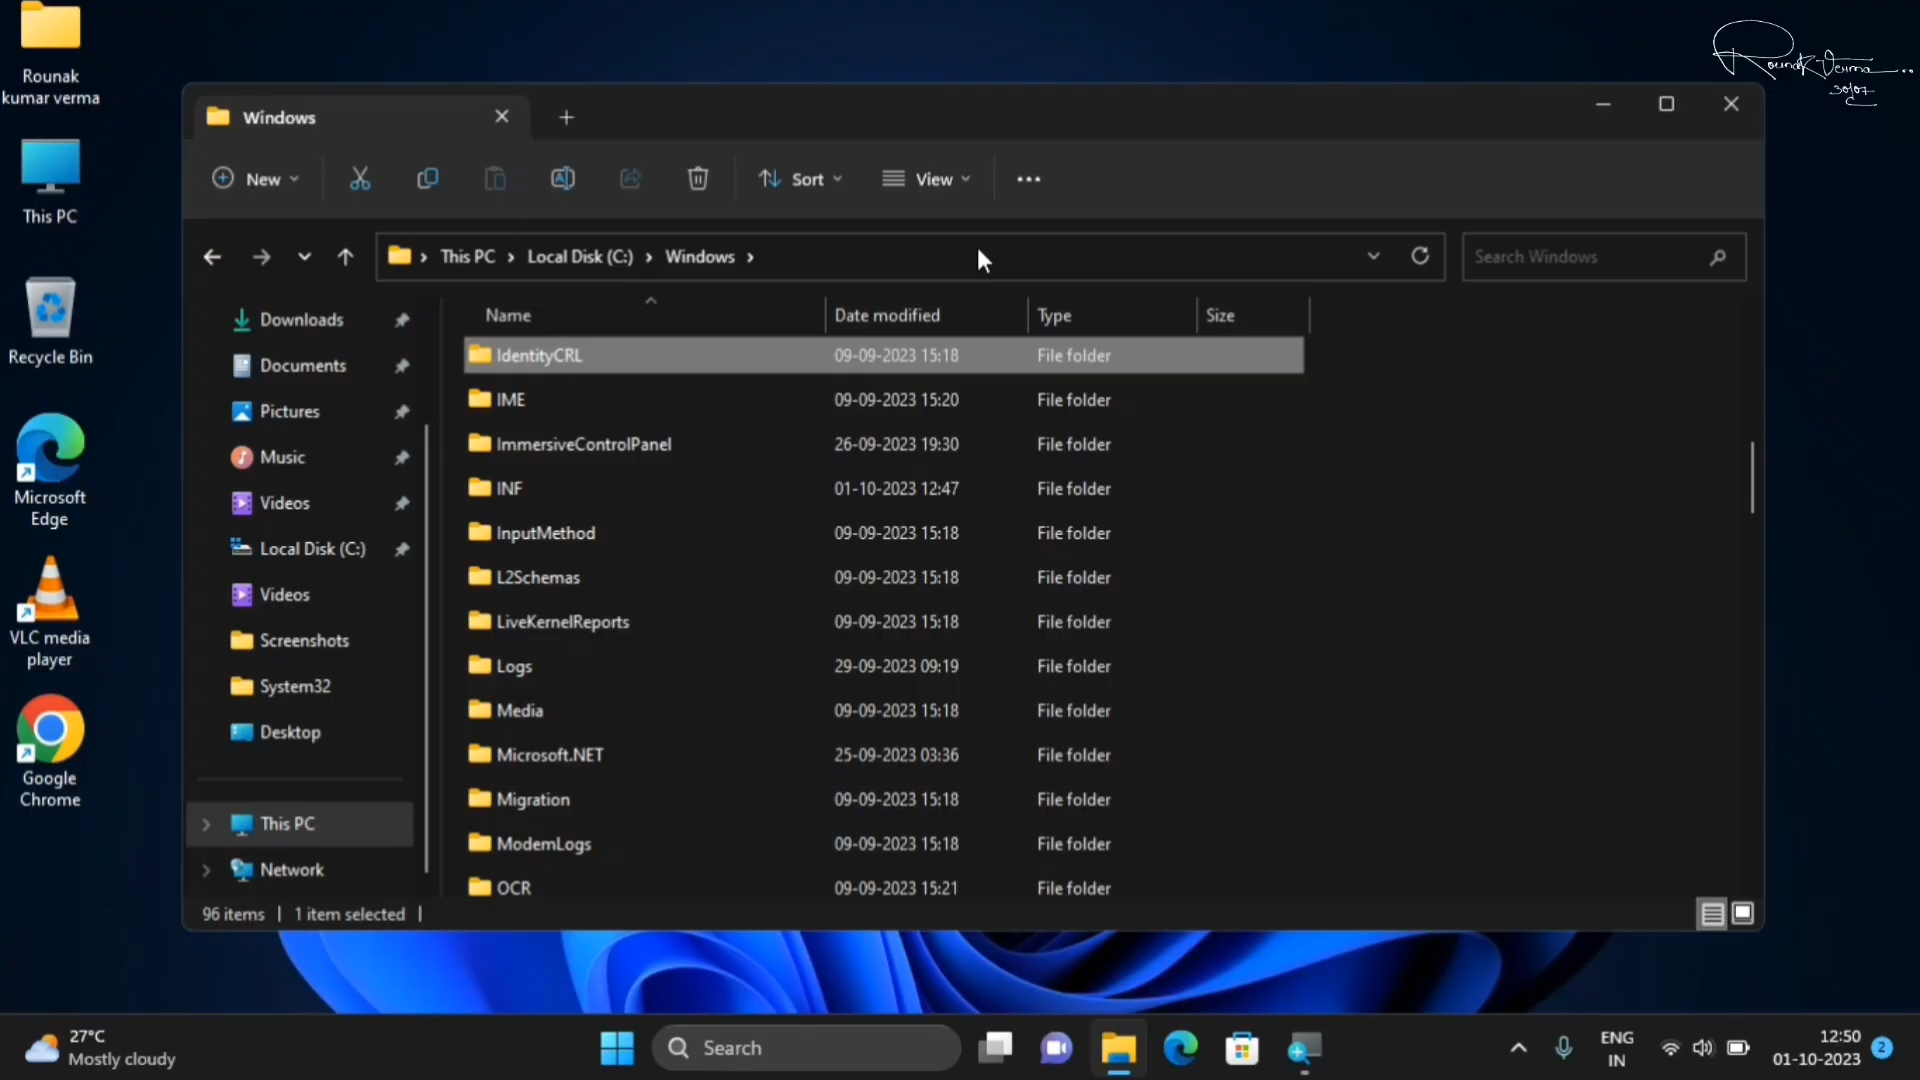 Rounak
kumar verma
This PC
Recycle Bin
Microsoft
Edge
VLC media
player
Google
Chrome
Rounak Verma
30/07
Windows
New
Sort
View
This PC
Local Disk (C:)
Windows
Search Windows
Downloads
Documents
Pictures
Music
Videos
Local Disk (C:)
Videos
Screenshots
System32
Desktop
This PC
Network
Name Date modified Type Size
IdentityCRL 09-09-2023 15:18 File folder
IME 09-09-2023 15:20 File folder
ImmersiveControlPanel 26-09-2023 19:30 File folder
INF 01-10-2023 12:47 File folder
InputMethod 09-09-2023 15:18 File folder
L2Schemas 09-09-2023 15:18 File folder
LiveKernelReports 09-09-2023 15:18 File folder
Logs 29-09-2023 09:19 File folder
Media 09-09-2023 15:18 File folder
Microsoft.NET 25-09-2023 03:36 File folder
Migration 09-09-2023 15:18 File folder
ModemLogs 09-09-2023 15:18 File folder
OCR 09-09-2023 15:21 File folder
96 items | 1 item selected |
27°C
Mostly cloudy
Search
ENG
IN
12:50
01-10-2023
2